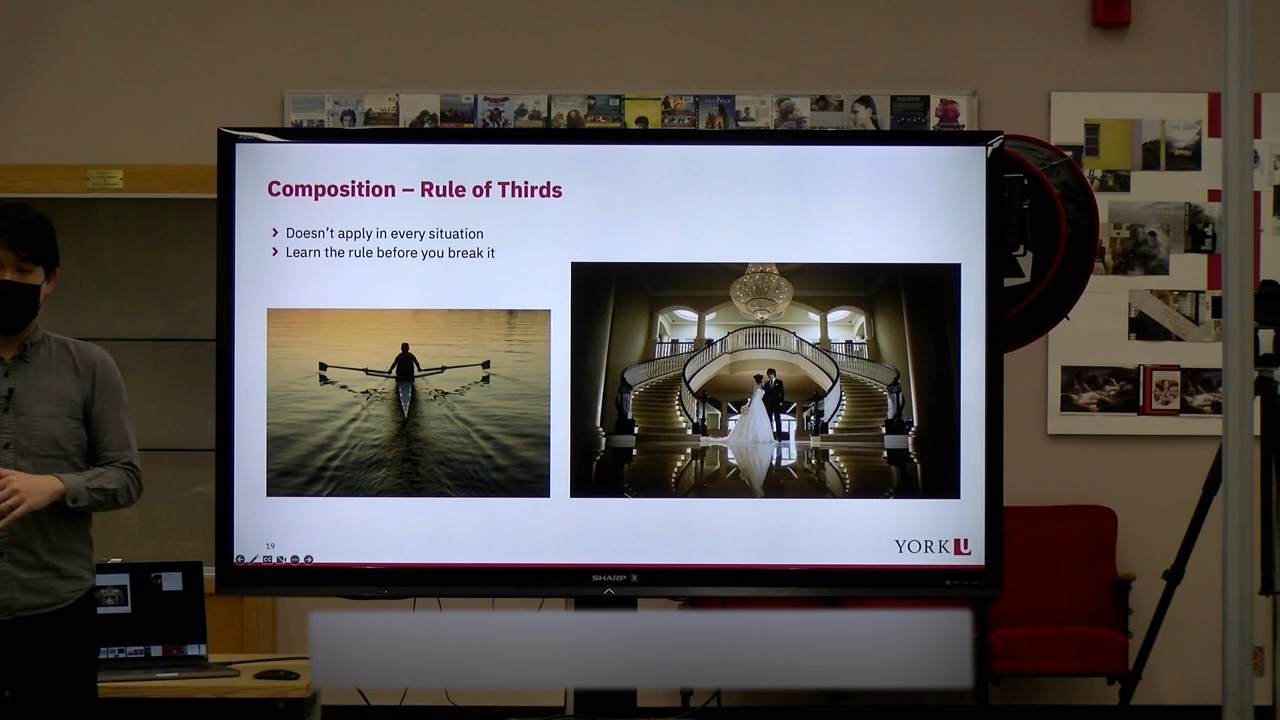 Composition – Rule of Thirds
Doesn't apply in every situation
Learn the rule before you break it
19
YORK U
SHARP